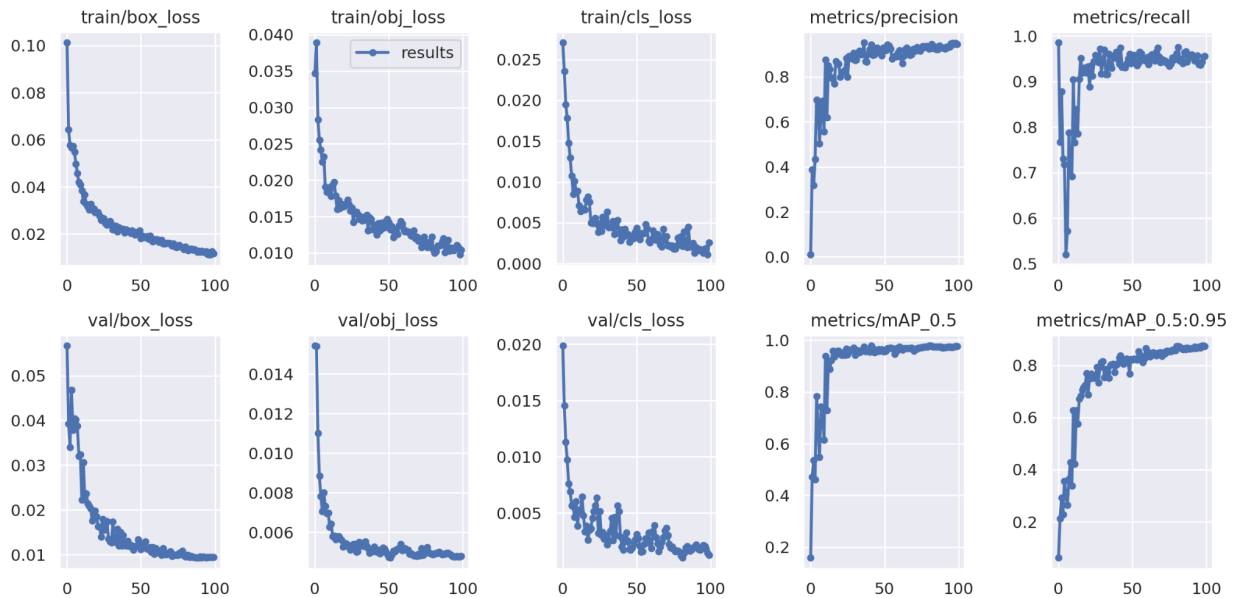 train/box_loss train/obj_loss train/cls_loss metrics/precision metrics/recall
0.10 0.08 0.06 0.04 0.02
0 50 100
0.040 0.035 0.030 0.025 0.020 0.015 0.010
results
0 50 100
0.025 0.020 0.015 0.010 0.005 0.000
0 50 100
0.8 0.6 0.4 0.2 0.0
0 50 100
1.0 0.9 0.8 0.7 0.6 0.5
0 50 100
val/box_loss val/obj_loss val/cls_loss metrics/mAP_0.5 metrics/mAP_0.5:0.95
0.05 0.04 0.03 0.02 0.01
0 50 100
0.014 0.012 0.010 0.008 0.006
0 50 100
0.020 0.015 0.010 0.005
0 50 100
1.0 0.8 0.6 0.4 0.2
0 50 100
0.8 0.6 0.4 0.2
0 50 100